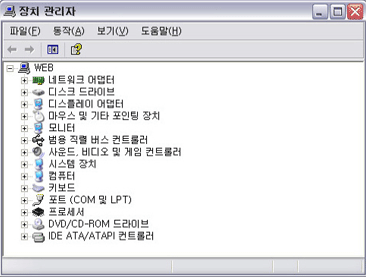 장치 관리자
파일(F) 동작(A) 보기(V) 도움말(H)
WEB
네트워크 어댑터
디스크 드라이브
디스플레이 어댑터
마우스 및 기타 포인팅 장치
모니터
범용 직렬 버스 컨트롤러
사운드, 비디오 및 게임 컨트롤러
시스템 장치
컴퓨터
키보드
포트 (COM 및 LPT)
프로세서
DVD/CD-ROM 드라이브
IDE ATA/ATAPI 컨트롤러